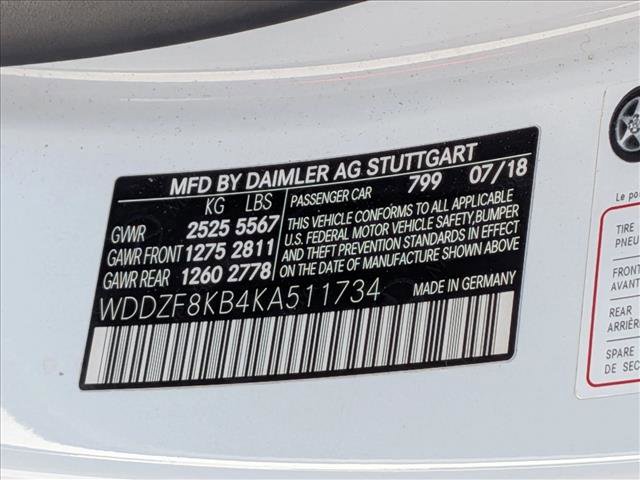 MFD BY DAIMLER AG STUTTGART
KG LBS
GVWR 2525 5567
GAWR FRONT 1275 2811
GAWR REAR 1260 2778
PASSENGER CAR 799 07/18
THIS VEHICLE CONFORMS TO ALL APPLICABLE
U.S. FEDERAL MOTOR VEHICLE SAFETY, BUMPER
AND THEFT PREVENTION STANDARDS IN EFFECT
ON THE DATE OF MANUFACTURE SHOWN ABOVE
WDDZF8KB4KA511734
MADE IN GERMANY
Le po
TIRE
PNEU
FRONT
AVANT
REAR
ARRIÈR
SPARE
DE SEC